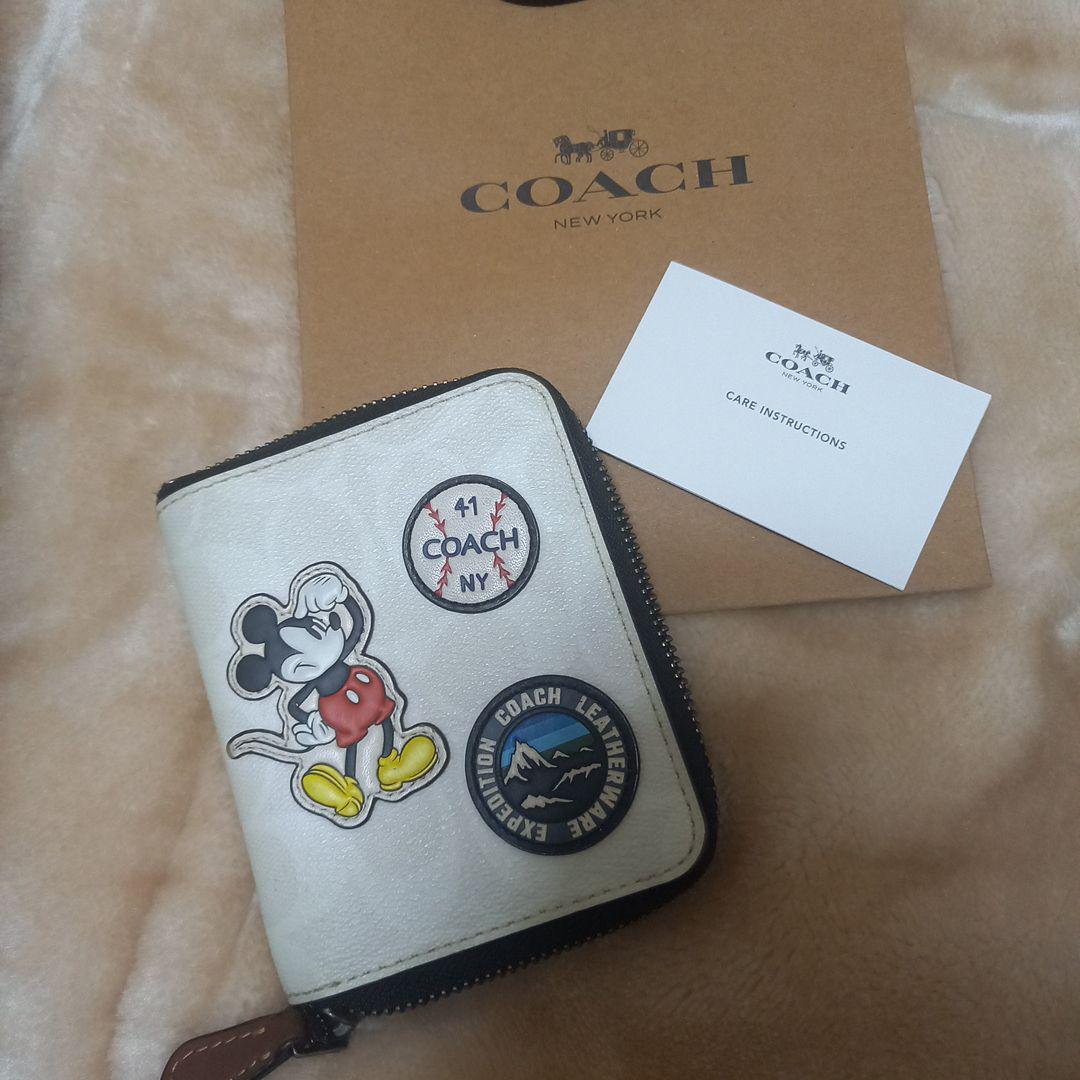 COACH
NEW YORK
COACH
NEW YORK
CARE INSTRUCTIONS
41
COACH
NY
COACH LEATHERWARE EXPEDITION